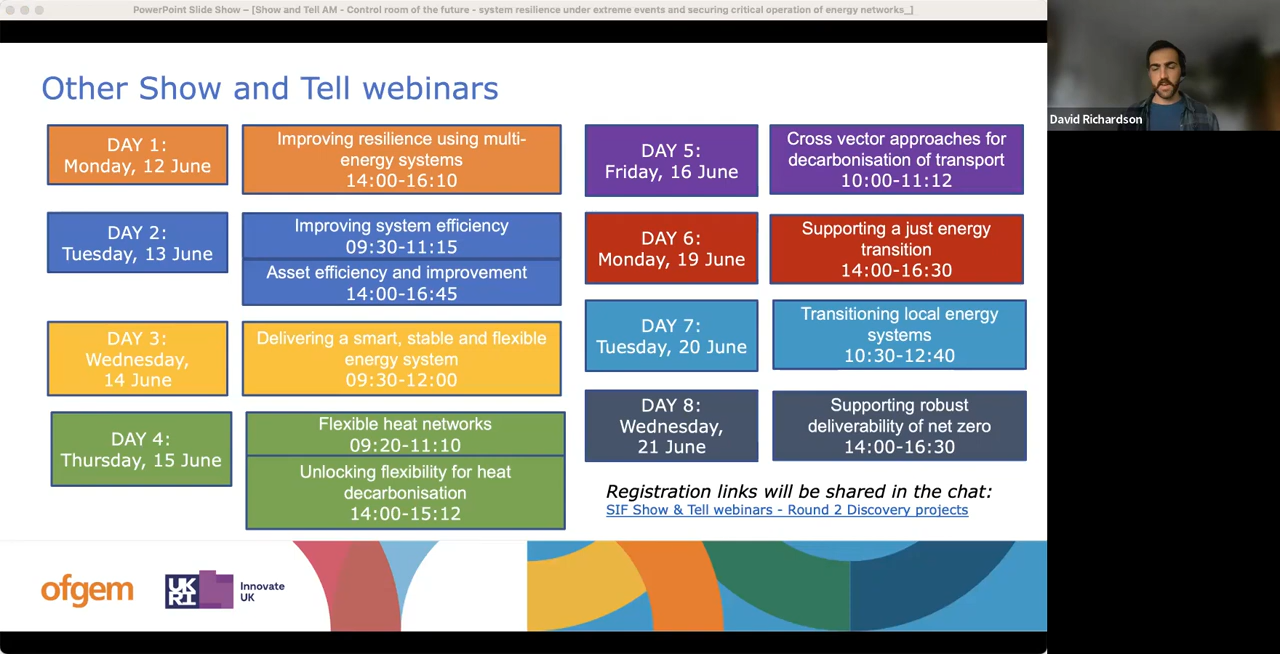 PowerPoint Slide Show – [Show and Tell AM - Control room of the future - system resilience under extreme events and securing critical operation of energy networks_]
David Richardson
Other Show and Tell webinars
DAY 1:
Monday, 12 June
Improving resilience using multi-
energy systems
14:00-16:10
DAY 2:
Tuesday, 13 June
Improving system efficiency
09:30-11:15
Asset efficiency and improvement
14:00-16:45
DAY 3:
Wednesday,
14 June
Delivering a smart, stable and flexible
energy system
09:30-12:00
DAY 4:
Thursday, 15 June
Flexible heat networks
09:20-11:10
Unlocking flexibility for heat
decarbonisation
14:00-15:12
DAY 5:
Friday, 16 June
Cross vector approaches for
decarbonisation of transport
10:00-11:12
DAY 6:
Monday, 19 June
Supporting a just energy
transition
14:00-16:30
DAY 7:
Tuesday, 20 June
Transitioning local energy
systems
10:30-12:40
DAY 8:
Wednesday,
21 June
Supporting robust
deliverability of net zero
14:00-16:30
Registration links will be shared in the chat:
SIF Show & Tell webinars - Round 2 Discovery projects
ofgem
UK
RI
Innovate
UK